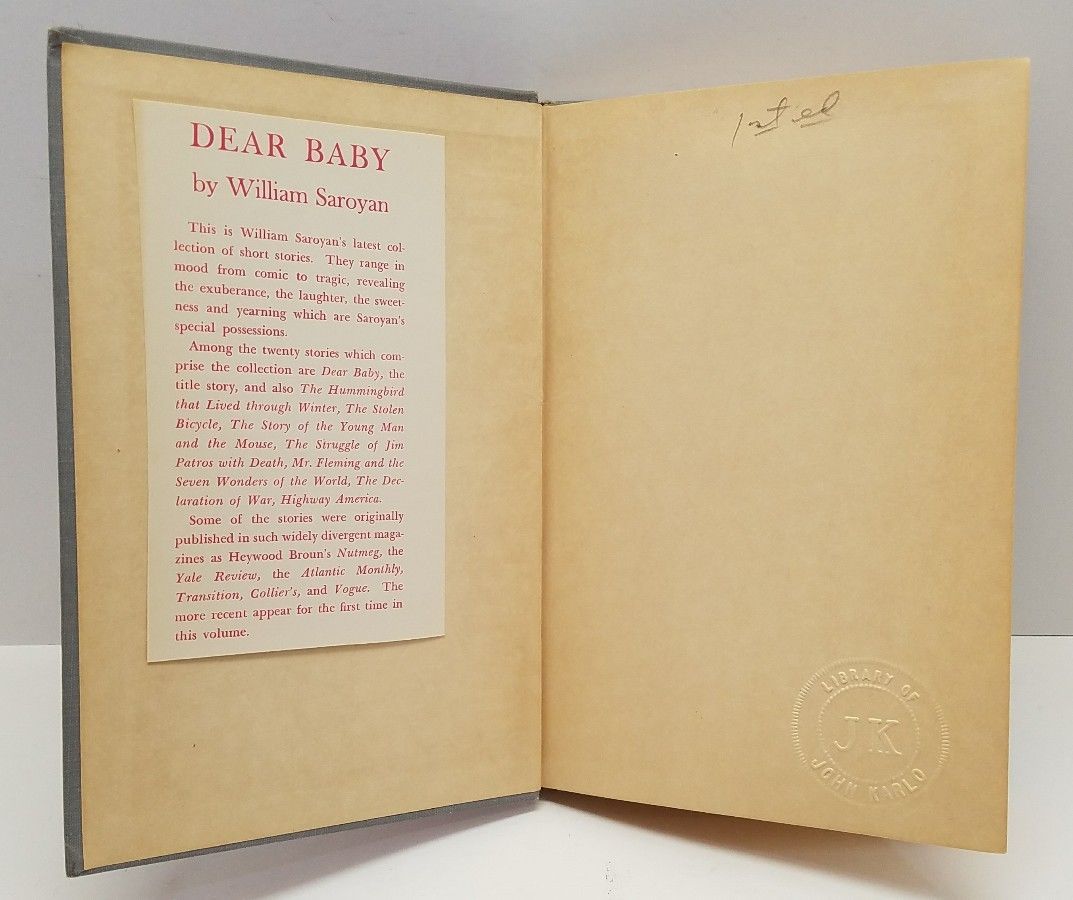 DEAR BABY
by William Saroyan
This is William Saroyan's latest col-
lection of short stories. They range in
mood from comic to tragic, revealing
the exuberance, the laughter, the sweet-
ness and yearning which are Saroyan's
special possessions.
Among the twenty stories which com-
prise the collection are Dear Baby, the
title story, and also The Hummingbird
that Lived through Winter, The Stolen
Bicycle, The Story of the Young Man
and the Mouse, The Struggle of Jim
Patros with Death, Mr. Fleming and the
Seven Wonders of the World, The Dec-
laration of War, Highway America.
Some of the stories were originally
published in such widely divergent maga-
zines as Heywood Broun's Nutmeg, the
Yale Review, the Atlantic Monthly,
Transition, Collier's, and Vogue. The
more recent appear for the first time in
this volume.
1st ed
LIBRARY OF
JK
JOHN KARLO